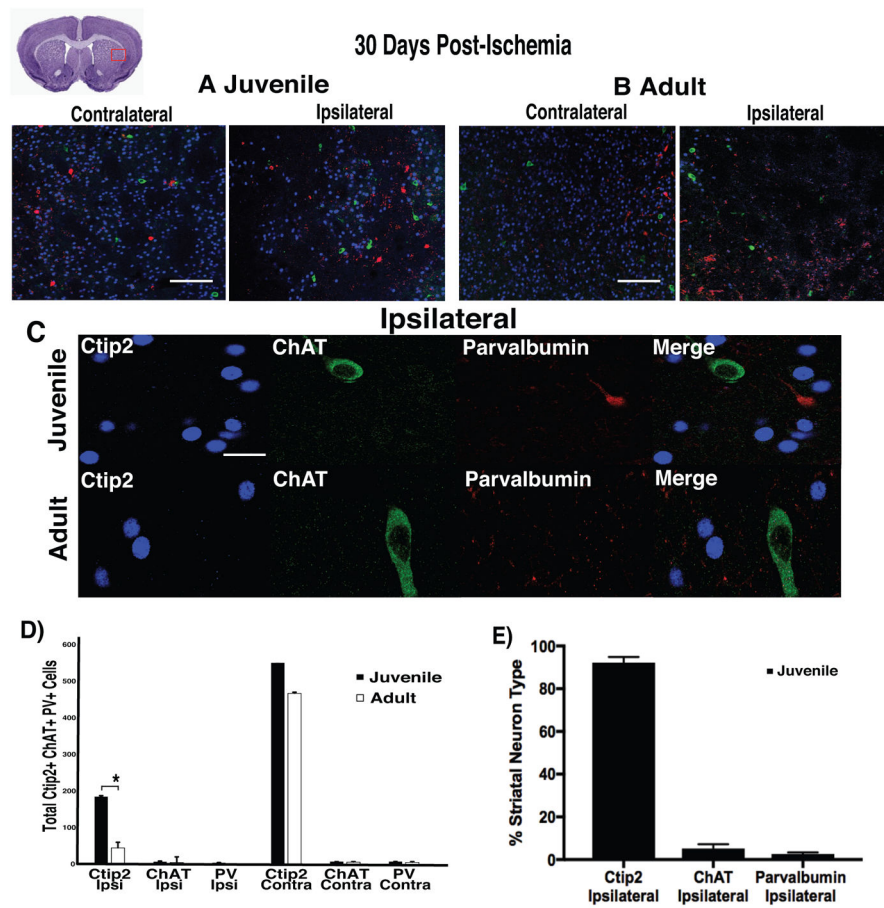 30 Days Post-Ischemia
A Juvenile
B Adult
Contralateral
Ipsilateral
Contralateral
Ipsilateral
Ipsilateral
C
Juvenile
Ctip2
ChAT
Parvalbumin
Merge
Adult
Ctip2
ChAT
Parvalbumin
Merge
D)
Total Ctip2+ ChAT+ PV+ Cells
600
500
400
300
200
100
0
*
Juvenile
Adult
Ctip2 Ipsi
ChAT Ipsi
PV Ipsi
Ctip2 Contra
ChAT Contra
PV Contra
E)
% Striatal Neuron Type
100
80
60
40
20
0
Juvenile
Ctip2 Ipsilateral
ChAT Ipsilateral
Parvalbumin Ipsilateral